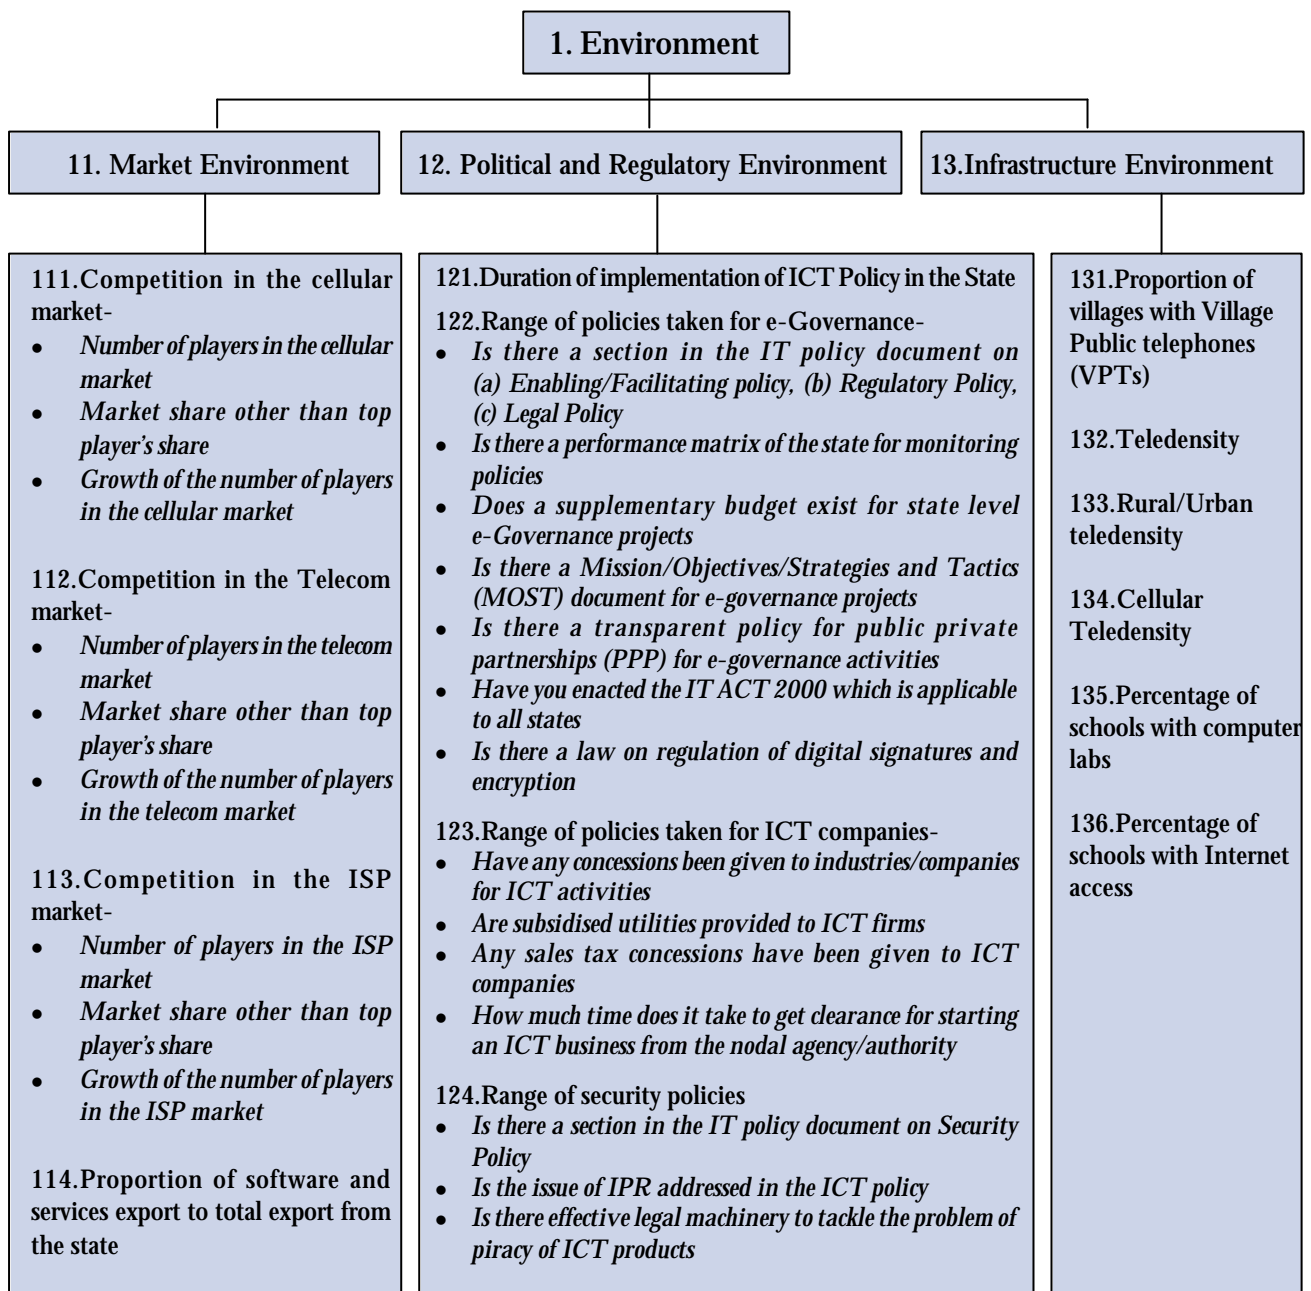 1. Environment
11. Market Environment
12. Political and Regulatory Environment
13.Infrastructure Environment
111.Competition in the cellular
market-
• Number of players in the cellular
market
• Market share other than top
player's share
• Growth of the number of players
in the cellular market
112.Competition in the Telecom
market-
• Number of players in the telecom
market
• Market share other than top
player's share
• Growth of the number of players
in the telecom market
113.Competition in the ISP
market-
• Number of players in the ISP
market
• Market share other than top
player's share
• Growth of the number of players
in the ISP market
114.Proportion of software and
services export to total export from
the state
121.Duration of implementation of ICT Policy in the State
122.Range of policies taken for e-Governance-
• Is there a section in the IT policy document on
(a) Enabling/Facilitating policy, (b) Regulatory Policy,
(c) Legal Policy
• Is there a performance matrix of the state for monitoring
policies
• Does a supplementary budget exist for state level
e-Governance projects
• Is there a Mission/Objectives/Strategies and Tactics
(MOST) document for e-governance projects
• Is there a transparent policy for public private
partnerships (PPP) for e-governance activities
• Have you enacted the IT ACT 2000 which is applicable
to all states
• Is there a law on regulation of digital signatures and
encryption
123.Range of policies taken for ICT companies-
• Have any concessions been given to industries/companies
for ICT activities
• Are subsidised utilities provided to ICT firms
• Any sales tax concessions have been given to ICT
companies
• How much time does it take to get clearance for starting
an ICT business from the nodal agency/authority
124.Range of security policies
• Is there a section in the IT policy document on Security
Policy
• Is the issue of IPR addressed in the ICT policy
• Is there effective legal machinery to tackle the problem of
piracy of ICT products
131.Proportion of
villages with Village
Public telephones
(VPTs)
132.Teledensity
133.Rural/Urban
teledensity
134.Cellular
Teledensity
135.Percentage of
schools with computer
labs
136.Percentage of
schools with Internet
access